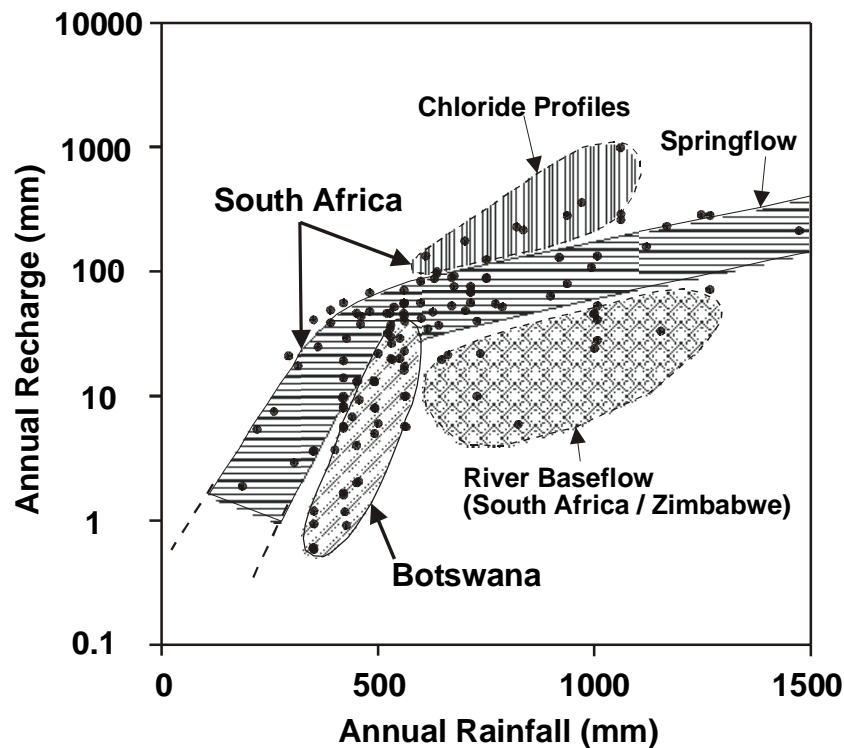 10000
1000
100
10
1
0.1
Annual Recharge (mm)
Chloride Profiles
Springflow
South
Africa
River Baseflow
(South Africa / Zimbabwe)
Botswana
0
500
1000
1500
Annual Rainfall (mm)